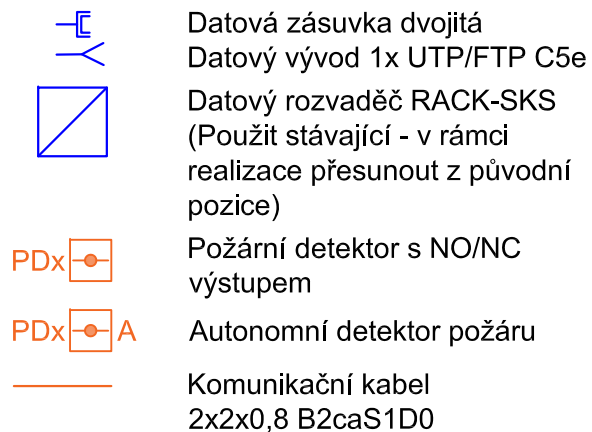 Datová zásuvka dvojitá
Datový vývod 1x UTP/FTP C5e
Datový rozvaděč RACK-SKS
(Použit stávající - v rámci
realizace přesunout z původní
pozice)
PDx
Požární detektor s NO/NC
výstupem
PDx A
Autonomní detektor požáru
Komunikační kabel
2x2x0,8 B2caS1D0